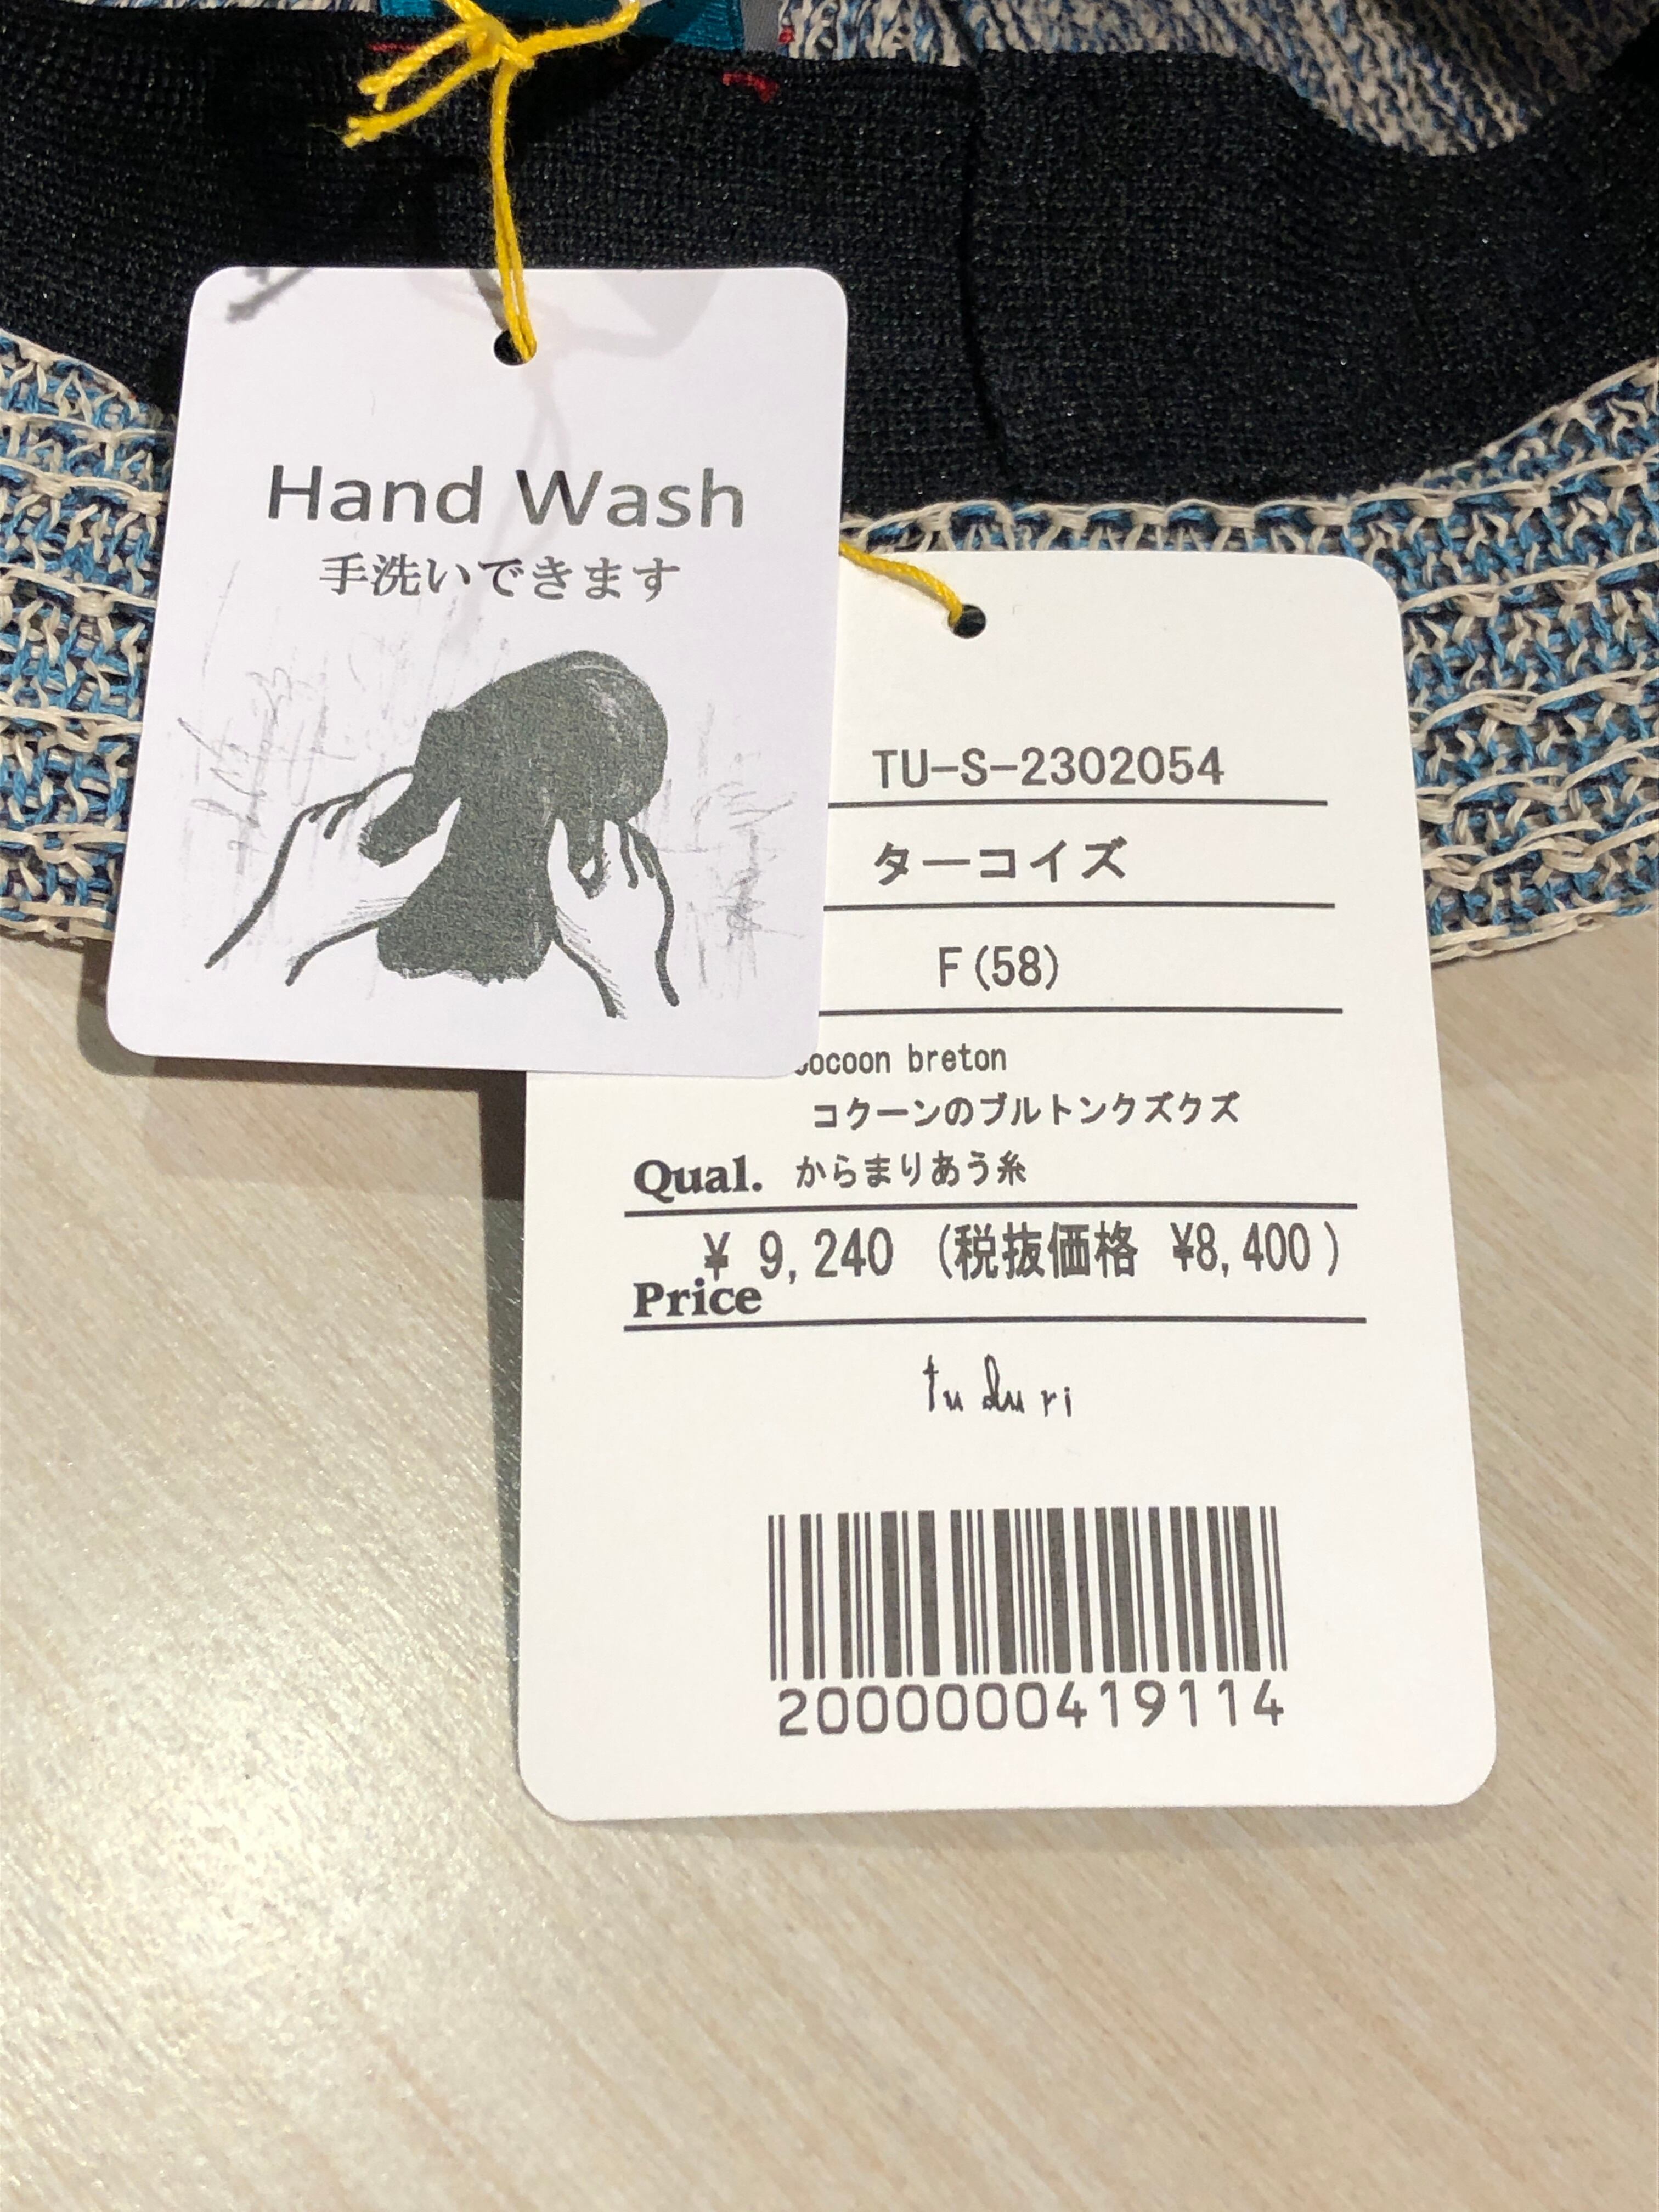 Hand Wash
手洗いできます
TU-S-2302054
ターコイズ
F(58)
cocoon breton
コクーンのブルトンクズクズ
Qual. からまりあう糸
¥ 9,240 (税抜価格 ¥8,400)
Price
tu du ri
2000000419114